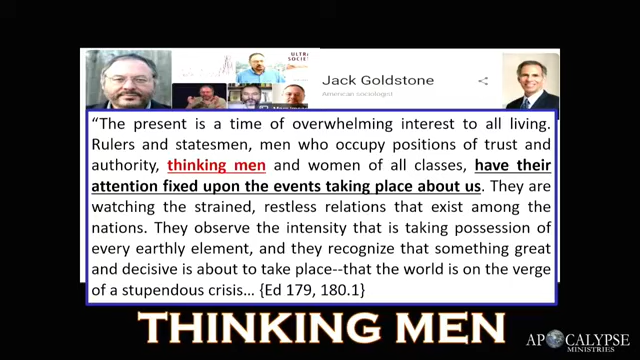 ULTRA
SOCIETY
Jack Goldstone
American sociologist
“The present is a time of overwhelming interest to all living.
Rulers and statesmen, men who occupy positions of trust and
authority, thinking men and women of all classes, have their
attention fixed upon the events taking place about us. They are
watching the strained, restless relations that exist among the
nations. They observe the intensity that is taking possession of
every earthly element, and they recognize that something great
and decisive is about to take place--that the world is on the verge
of a stupendous crisis… {Ed 179, 180.1}
THINKING MEN
APOCALYPSE
MINISTRIES